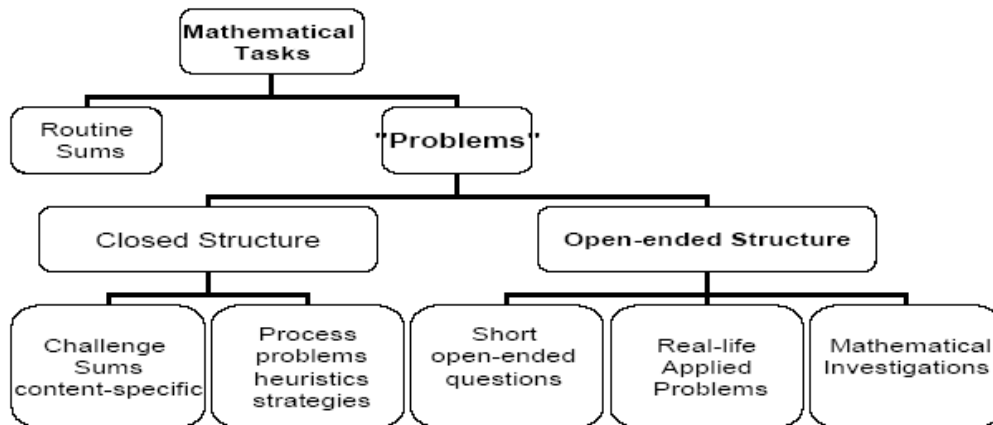 Mathematical
Tasks
Routine
Sums
"Problems"
Closed Structure
Open-ended Structure
Challenge
Sums
content-specific
Process
problems
heuristics
strategies
Short
open-ended
questions
Real-life
Applied
Problems
Mathematical
Investigations